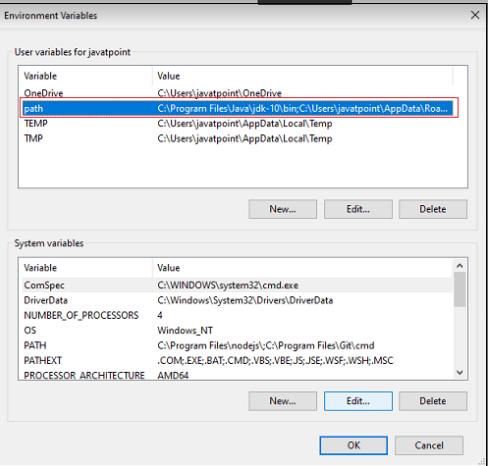 Environment Variables
User variables for javatpoint
Variable Value
OneDrive C:\Users\javatpoint\OneDrive
path C:\Program Files\Java\jdk-10\bin;C:\Users\javatpoint\AppData\Roa...
TEMP C:\Users\javatpoint\AppData\Local\Temp
TMP C:\Users\javatpoint\AppData\Local\Temp
New... Edit... Delete
System variables
Variable Value
ComSpec C:\WINDOWS\system32\cmd.exe
DriverData C:\Windows\System32\Drivers\DriverData
NUMBER_OF_PROCESSORS 4
OS Windows_NT
PATH C:\Program Files\nodejs\;C:\Program Files\Git\cmd
PATHEXT .COM;.EXE;.BAT;.CMD;.VBS;.VBE;.JS;.JSE;.WSF;.WSH;.MSC
PROCESSOR_ARCHITECTURE AMD64
New... Edit... Delete
OK Cancel